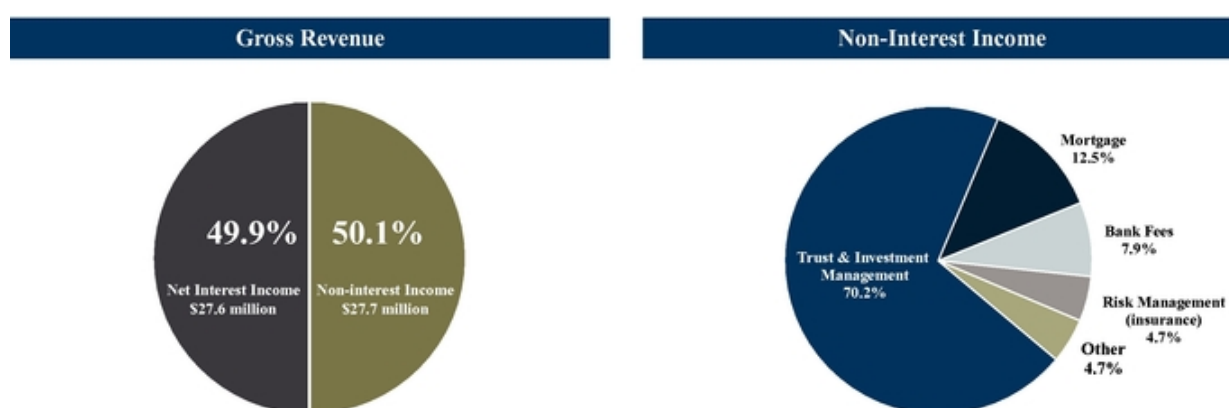 Gross Revenue
49.9%
Net Interest Income
$27.6 million
50.1%
Non-interest Income
$27.7 million
Non-Interest Income
Mortgage
12.5%
Bank Fees
7.9%
Trust & Investment
Management
70.2%
Risk Management
(insurance)
4.7%
Other
4.7%